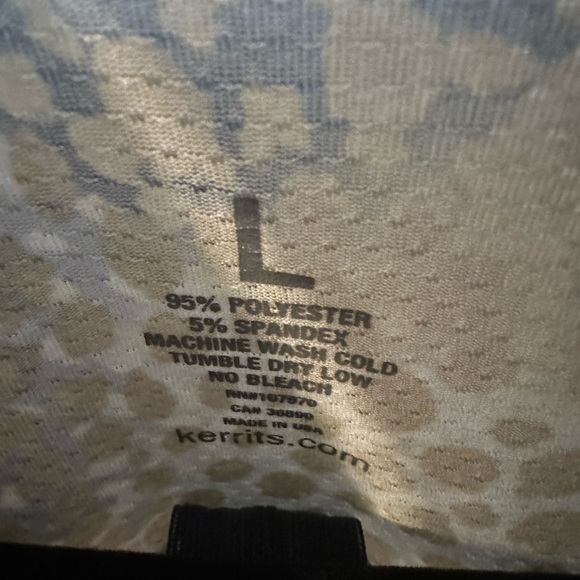 L
95% POLYESTER
5% SPANDEX
MACHINE WASH COLD
TUMBLE DRY LOW
NO BLEACH
RN#107970
CA# 36890
MADE IN USA
kerrits.com